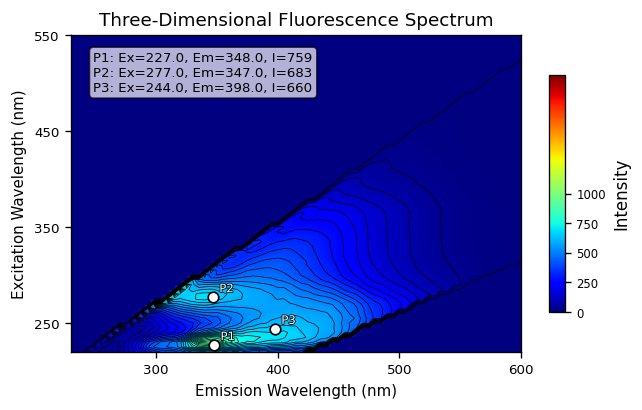 Three-Dimensional Fluorescence Spectrum
P1: Ex=227.0, Em=348.0, I=759
P2: Ex=277.0, Em=347.0, I=683
P3: Ex=244.0, Em=398.0, I=660
550
450
350
250
Excitation Wavelength (nm)
P2
P3
P1
300
400
500
600
Emission Wavelength (nm)
1000
750
500
250
0
Intensity